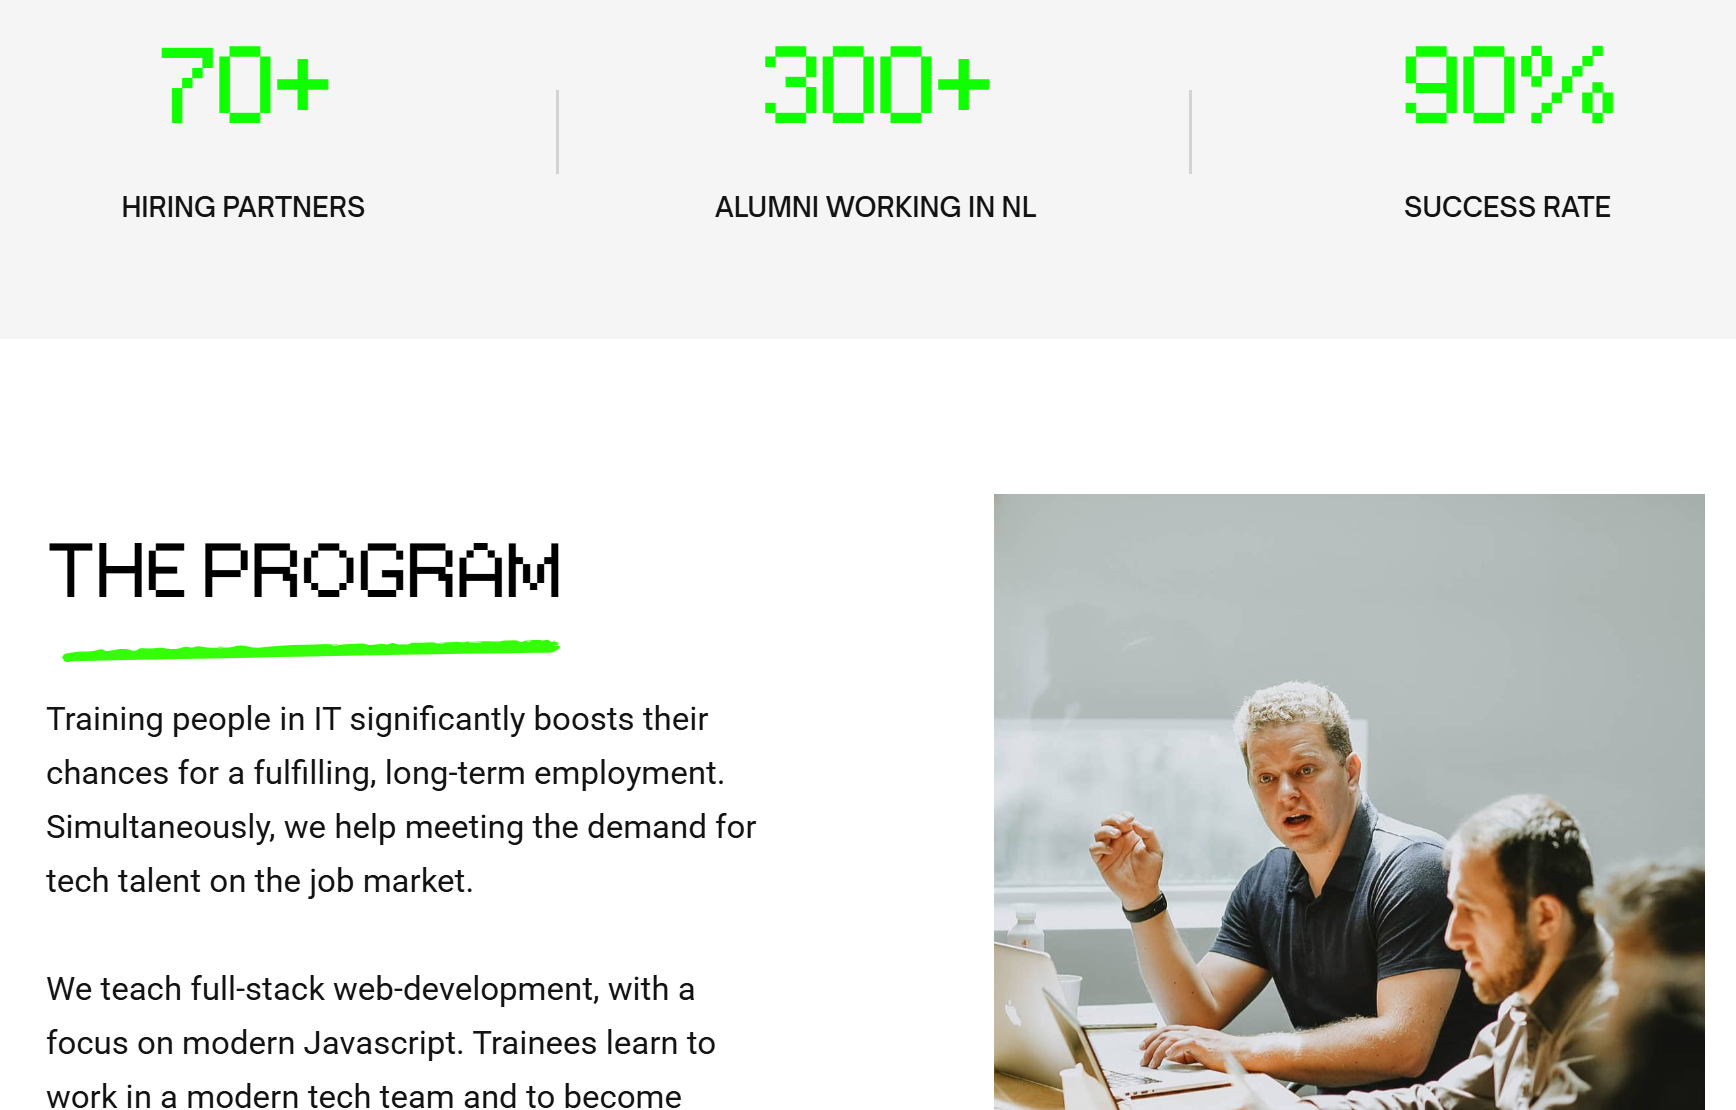 70+
300+
90%
HIRING PARTNERS
ALUMNI WORKING IN NL
SUCCESS RATE
THE PROGRAM
Training people in IT significantly boosts their
chances for a fulfilling, long-term employment.
Simultaneously, we help meeting the demand for
tech talent on the job market.
We teach full-stack web-development, with a
focus on modern Javascript. Trainees learn to
work in a modern tech team and to become